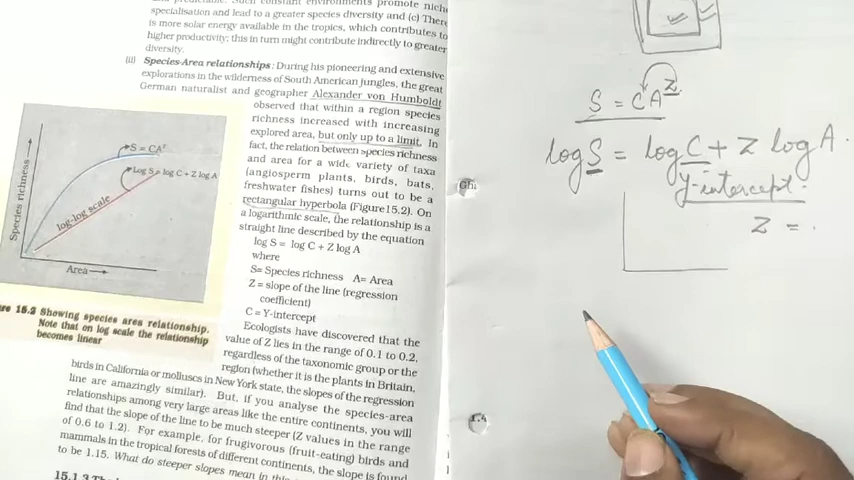 specialisation and lead to a greater species diversity and (c) There
is more solar energy available in the tropics, which contributes to
higher productivity; this in turn might contribute indirectly to greater
diversity.
(ii) Species-Area relationships: During his pioneering and extensive
explorations in the wilderness of South American jungles, the great
German naturalist and geographer Alexander von Humboldt
observed that within a region species
richness increased with increasing
explored area, but only up to a limit. In
fact, the relation between species richness
and area for a wide variety of taxa
(angiosperm plants, birds, bats,
freshwater fishes) turns out to be a
rectangular hyperbola (Figure 15.2). On
a logarithmic scale, the relationship is a
straight line described by the equation
log S = log C + Z log A
where
S= Species richness A= Area
Z = slope of the line (regression
coefficient)
C = Y-intercept
Ecologists have discovered that the
value of Z lies in the range of 0.1 to 0.2,
regardless of the taxonomic group or the
region (whether it is the plants in Britain,
birds in California or molluscs in New York state, the slopes of the regression
line are amazingly similar). But, if you analyse the species-area
relationships among very large areas like the entire continents, you will
find that the slope of the line to be much steeper (Z values in the range
of 0.6 to 1.2). For example, for frugivorous (fruit-eating) birds and
mammals in the tropical forests of different continents, the slope is found
to be 1.15. What do steeper slopes mean in this
S = CA^Z
Log S = log C + Z log A
log-log scale
Species richness
Area
15.2 Showing species area relationship.
Note that on log scale the relationship
becomes linear
S = CA^Z
log S = log C + Z log A.
Y-intercept.
Z =